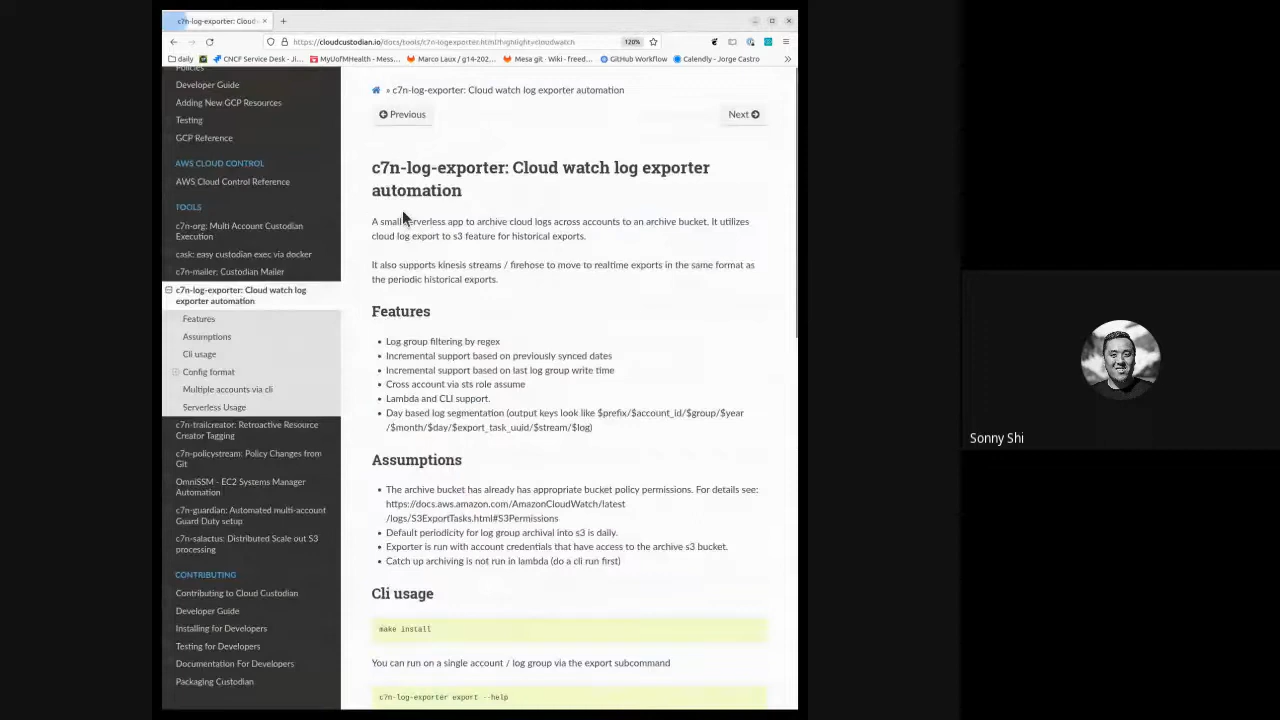 c7n-log-exporter: Cloud
https://cloudcustodian.io/docs/tools/c7n-logexporter.html?highlight=cloudwatch
120%
daily
CNCF Service Desk - Ji...
MyUofMHealth - Mess...
Marco Laux / g14-202...
Mesa git · Wiki · freed...
GitHub Workflow
Calendly - Jorge Castro
Policies
Developer Guide
Adding New GCP Resources
Testing
GCP Reference
AWS CLOUD CONTROL
AWS Cloud Control Reference
TOOLS
c7n-org: Multi Account Custodian
Execution
cask: easy custodian exec via docker
c7n-mailer: Custodian Mailer
c7n-log-exporter: Cloud watch log
exporter automation
Features
Assumptions
Cli usage
Config format
Multiple accounts via cli
Serverless Usage
c7n-trailcreator: Retroactive Resource
Creator Tagging
c7n-policystream: Policy Changes from
Git
OmniSSM - EC2 Systems Manager
Automation
c7n-guardian: Automated multi-account
Guard Duty setup
c7n-salactus: Distributed Scale out S3
processing
CONTRIBUTING
Contributing to Cloud Custodian
Developer Guide
Installing for Developers
Testing for Developers
Documentation For Developers
Packaging Custodian
» c7n-log-exporter: Cloud watch log exporter automation
Previous
Next
c7n-log-exporter: Cloud watch log exporter
automation
A small serverless app to archive cloud logs across accounts to an archive bucket. It utilizes
cloud log export to s3 feature for historical exports.
It also supports kinesis streams / firehose to move to realtime exports in the same format as
the periodic historical exports.
Features
• Log group filtering by regex
• Incremental support based on previously synced dates
• Incremental support based on last log group write time
• Cross account via sts role assume
• Lambda and CLI support.
• Day based log segmentation (output keys look like $prefix/$account_id/$group/$year
/$month/$day/$export_task_uuid/$stream/$log)
Assumptions
• The archive bucket has already has appropriate bucket policy permissions. For details see:
https://docs.aws.amazon.com/AmazonCloudWatch/latest
/logs/S3ExportTasks.html#S3Permissions
• Default periodicity for log group archival into s3 is daily.
• Exporter is run with account credentials that have access to the archive s3 bucket.
• Catch up archiving is not run in lambda (do a cli run first)
Cli usage
make install
You can run on a single account / log group via the export subcommand
c7n-log-exporter export --help
Sonny Shi